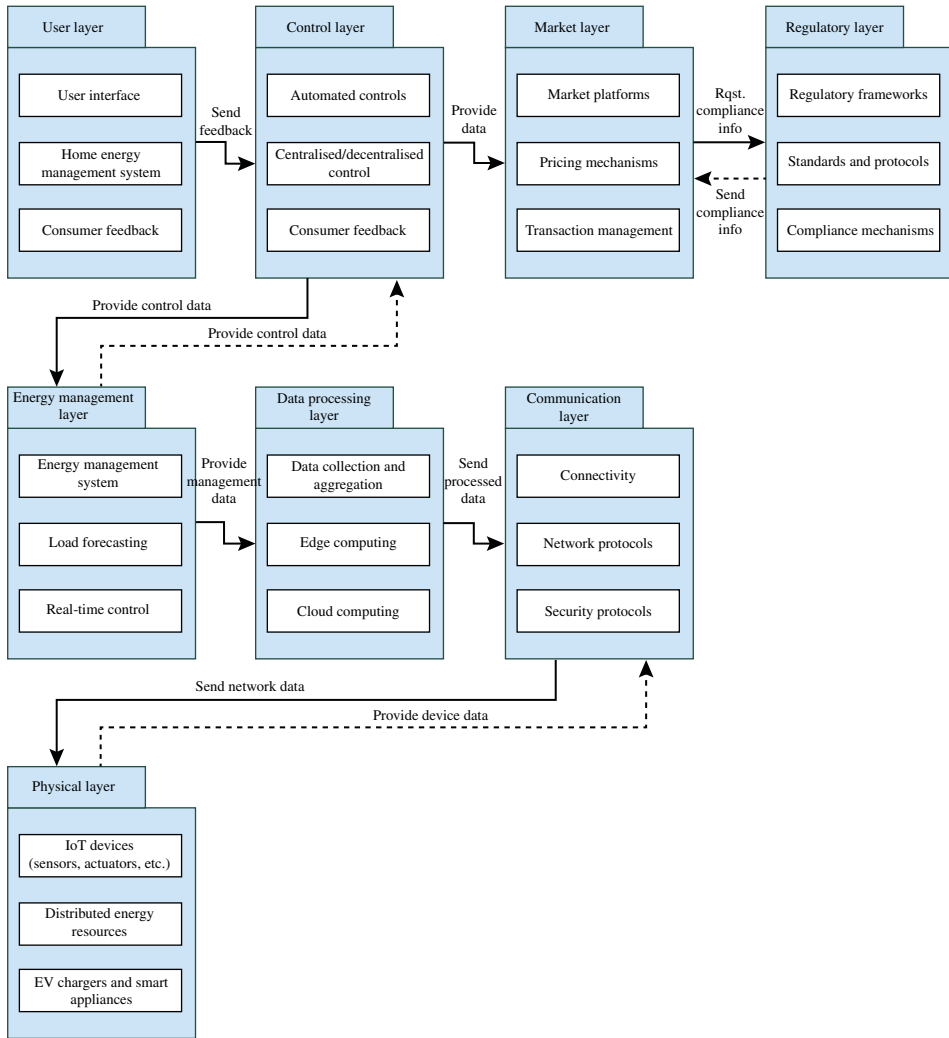 User layer
User interface
Home energy
management system
Consumer feedback
Send
feedback
Control layer
Automated controls
Centralised/decentralised
control
Consumer feedback
Provide
data
Market layer
Market platforms
Pricing mechanisms
Transaction management
Rqst.
compliance
info
Send
compliance
info
Regulatory layer
Regulatory frameworks
Standards and protocols
Compliance mechanisms
Provide control data
Provide control data
Energy management
layer
Energy management
system
Load forecasting
Real-time control
Provide
management
data
Data processing
layer
Data collection and
aggregation
Edge computing
Cloud computing
Send
processed
data
Communication
layer
Connectivity
Network protocols
Security protocols
Send network data
Provide device data
Physical layer
IoT devices
(sensors, actuators, etc.)
Distributed energy
resources
EV chargers and smart
appliances